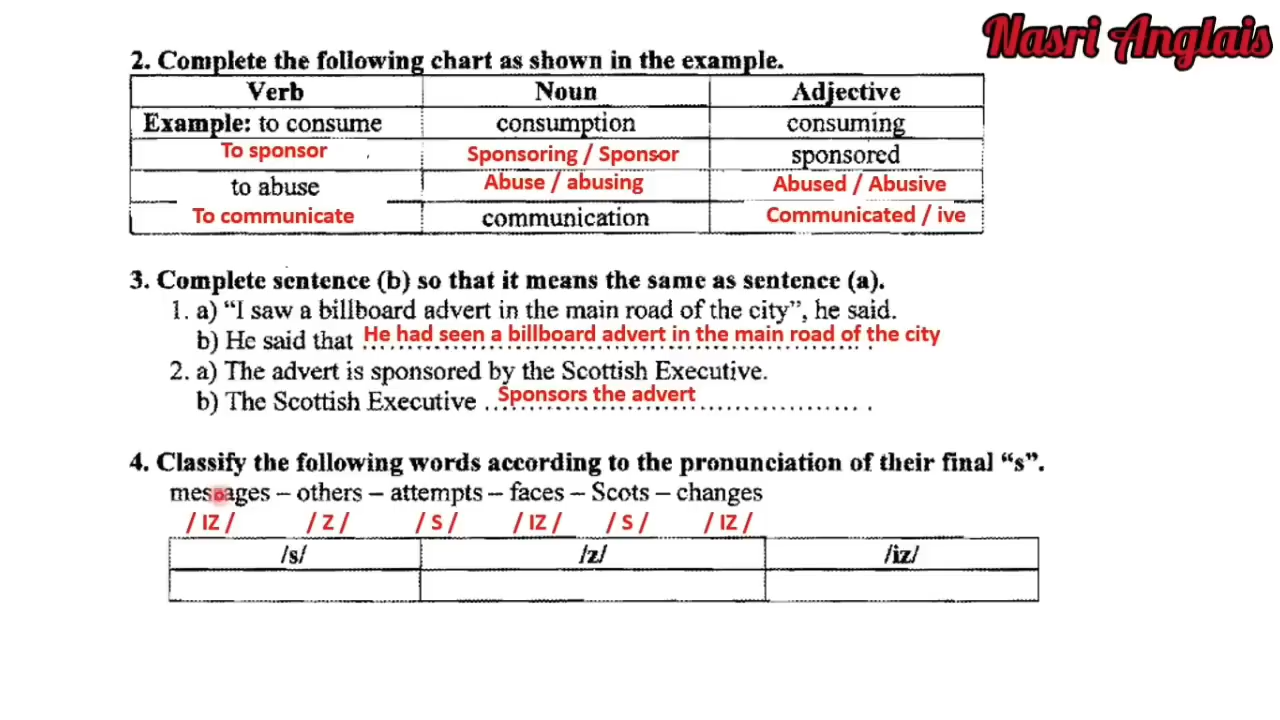 Nasri Anglais
2. Complete the following chart as shown in the example.
Verb Noun Adjective
Example: to consume consumption consuming
To sponsor Sponsoring / Sponsor sponsored
to abuse Abuse / abusing Abused / Abusive
To communicate communication Communicated / ive
3. Complete sentence (b) so that it means the same as sentence (a).
1. a) “I saw a billboard advert in the main road of the city”, he said.
b) He said that He had seen a billboard advert in the main road of the city
2. a) The advert is sponsored by the Scottish Executive.
b) The Scottish Executive Sponsors the advert .
4. Classify the following words according to the pronunciation of their final “s”.
messages – others – attempts – faces – Scots – changes
/ IZ / / Z / / S / / IZ / / S / / IZ /
/s/ /z/ /iz/